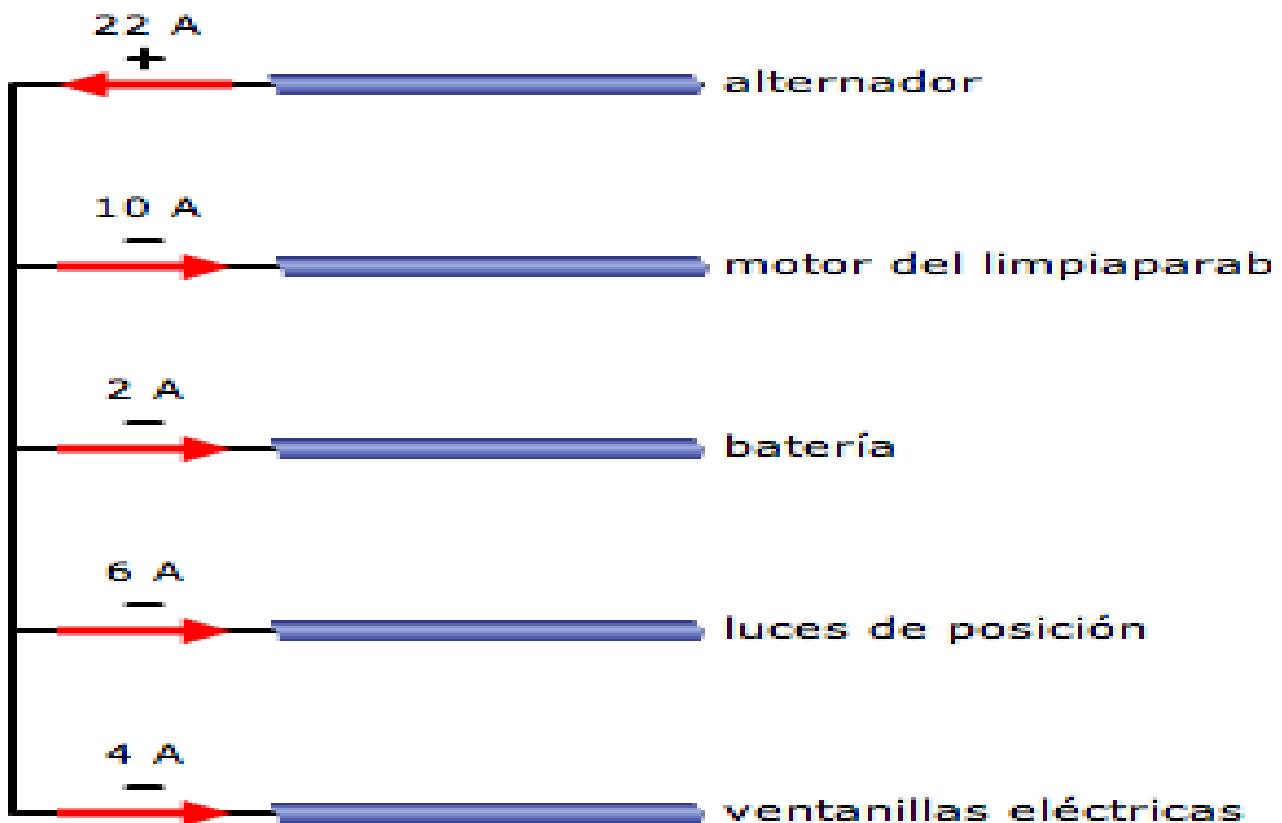 22 A
+
alternador
10 A
−
motor del limpiaparab
2 A
−
batería
6 A
−
luces de posición
4 A
−
ventanillas eléctricas